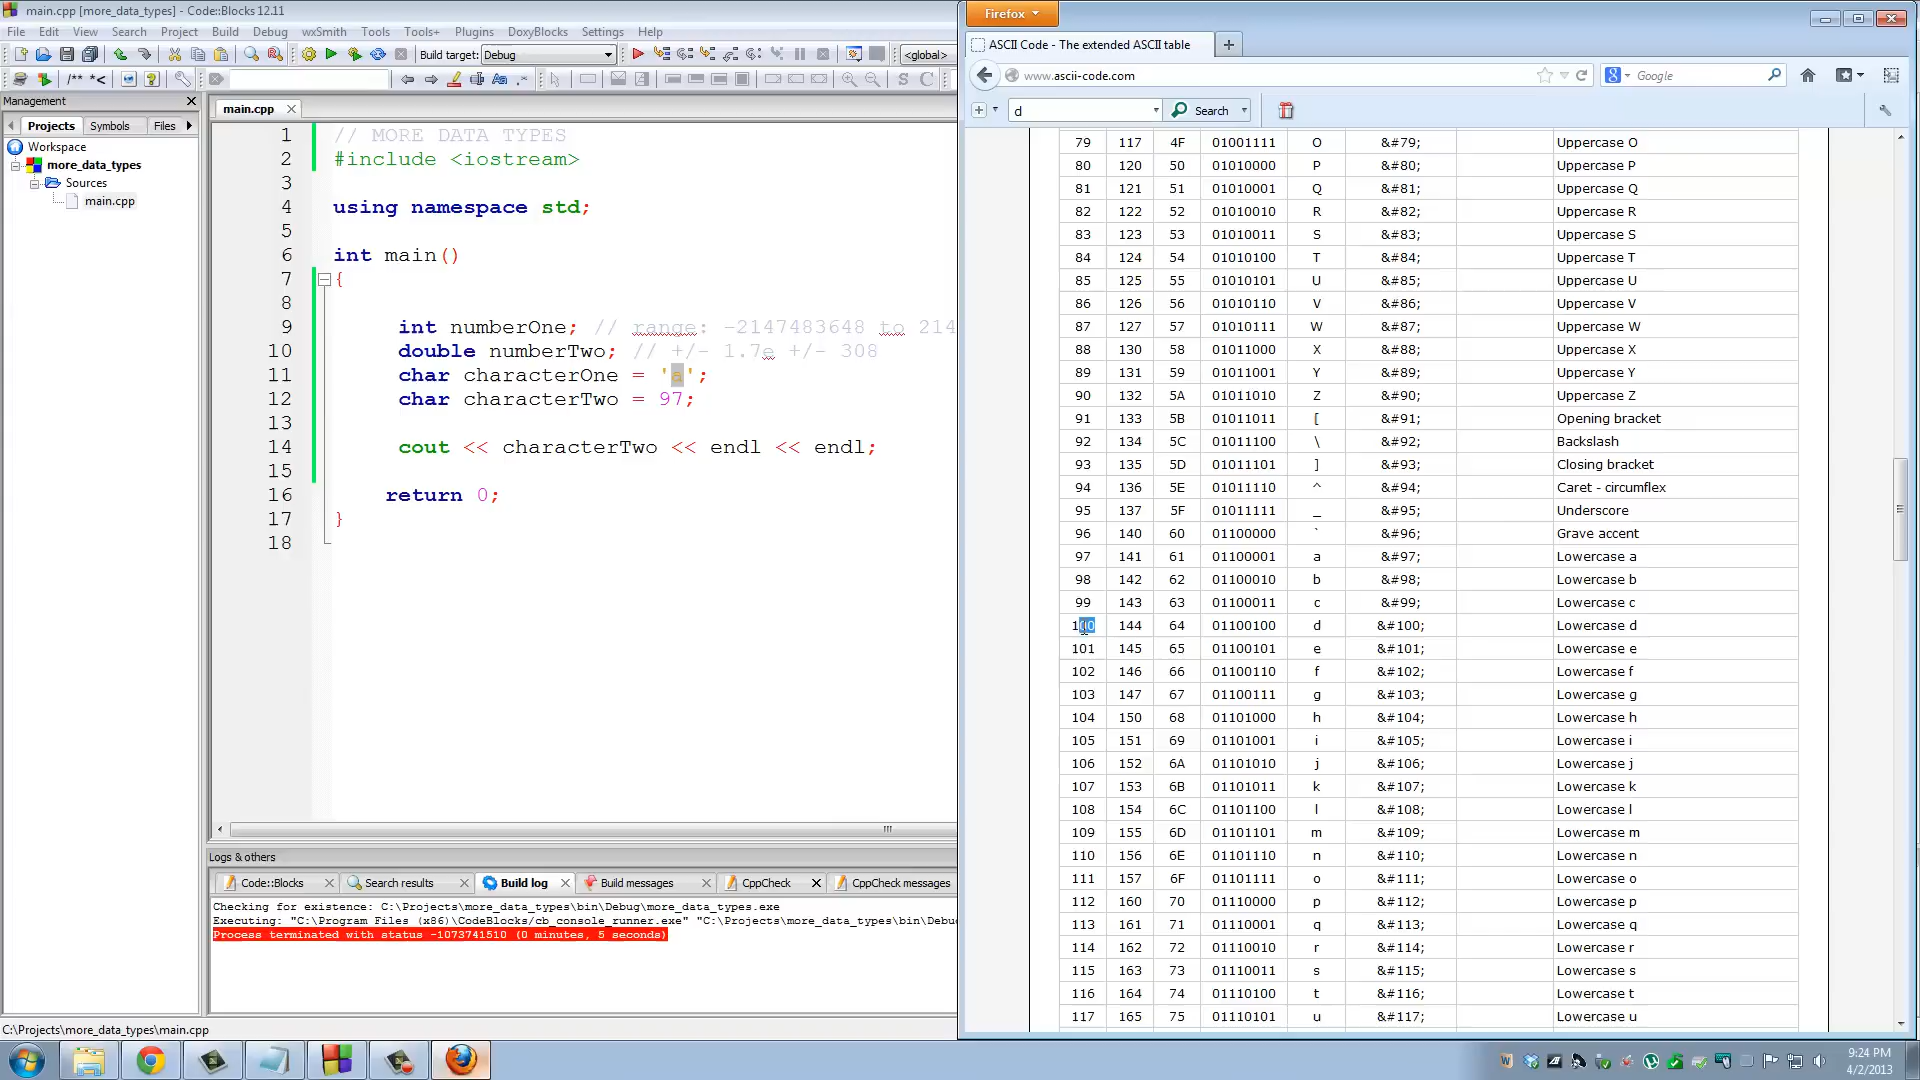 main.cpp [more_data_types] - Code::Blocks 12.11
File Edit View Search Project Build Debug wxSmith Tools Tools+ Plugins DoxyBlocks Settings Help
Build target: Debug
<global>
/** *<
Management
Projects Symbols Files
Workspace
more_data_types
Sources
main.cpp
main.cpp
1 // MORE DATA TYPES
2 #include <iostream>
3
4 using namespace std;
5
6 int main()
7 {
8
9 int numberOne; // range: -2147483648 to 214
10 double numberTwo; // +/- 1.7e +/- 308
11 char characterOne = 'a';
12 char characterTwo = 97;
13
14 cout << characterTwo << endl << endl;
15
16 return 0;
17 }
18
Logs & others
Code::Blocks Search results Build log Build messages CppCheck CppCheck messages
Checking for existence: C:\Projects\more_data_types\bin\Debug\more_data_types.exe
Executing: "C:\Program Files (x86)\CodeBlocks/cb_console_runner.exe" "C:\Projects\more_data_types\bin\Debu
Process terminated with status -1073741510 (0 minutes, 5 seconds)
C:\Projects\more_data_types\main.cpp
Firefox
ASCII Code - The extended ASCII table
www.ascii-code.com
Google
d
Search
79 117 4F 01001111 O &#79; Uppercase O
80 120 50 01010000 P &#80; Uppercase P
81 121 51 01010001 Q &#81; Uppercase Q
82 122 52 01010010 R &#82; Uppercase R
83 123 53 01010011 S &#83; Uppercase S
84 124 54 01010100 T &#84; Uppercase T
85 125 55 01010101 U &#85; Uppercase U
86 126 56 01010110 V &#86; Uppercase V
87 127 57 01010111 W &#87; Uppercase W
88 130 58 01011000 X &#88; Uppercase X
89 131 59 01011001 Y &#89; Uppercase Y
90 132 5A 01011010 Z &#90; Uppercase Z
91 133 5B 01011011 [ &#91; Opening bracket
92 134 5C 01011100 \ &#92; Backslash
93 135 5D 01011101 ] &#93; Closing bracket
94 136 5E 01011110 ^ &#94; Caret - circumflex
95 137 5F 01011111 _ &#95; Underscore
96 140 60 01100000 ` &#96; Grave accent
97 141 61 01100001 a &#97; Lowercase a
98 142 62 01100010 b &#98; Lowercase b
99 143 63 01100011 c &#99; Lowercase c
100 144 64 01100100 d &#100; Lowercase d
101 145 65 01100101 e &#101; Lowercase e
102 146 66 01100110 f &#102; Lowercase f
103 147 67 01100111 g &#103; Lowercase g
104 150 68 01101000 h &#104; Lowercase h
105 151 69 01101001 i &#105; Lowercase i
106 152 6A 01101010 j &#106; Lowercase j
107 153 6B 01101011 k &#107; Lowercase k
108 154 6C 01101100 l &#108; Lowercase l
109 155 6D 01101101 m &#109; Lowercase m
110 156 6E 01101110 n &#110; Lowercase n
111 157 6F 01101111 o &#111; Lowercase o
112 160 70 01110000 p &#112; Lowercase p
113 161 71 01110001 q &#113; Lowercase q
114 162 72 01110010 r &#114; Lowercase r
115 163 73 01110011 s &#115; Lowercase s
116 164 74 01110100 t &#116; Lowercase t
117 165 75 01110101 u &#117; Lowercase u
9:24 PM
4/2/2013